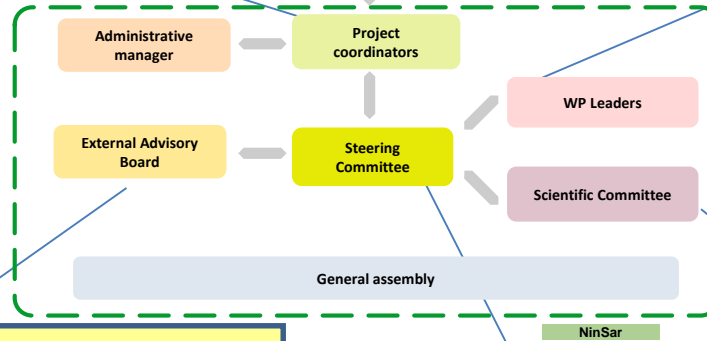 Administrative
manager
Project
coordinators
WP Leaders
External Advisory
Board
Steering
Committee
Scientific Committee
General assembly
NinSar